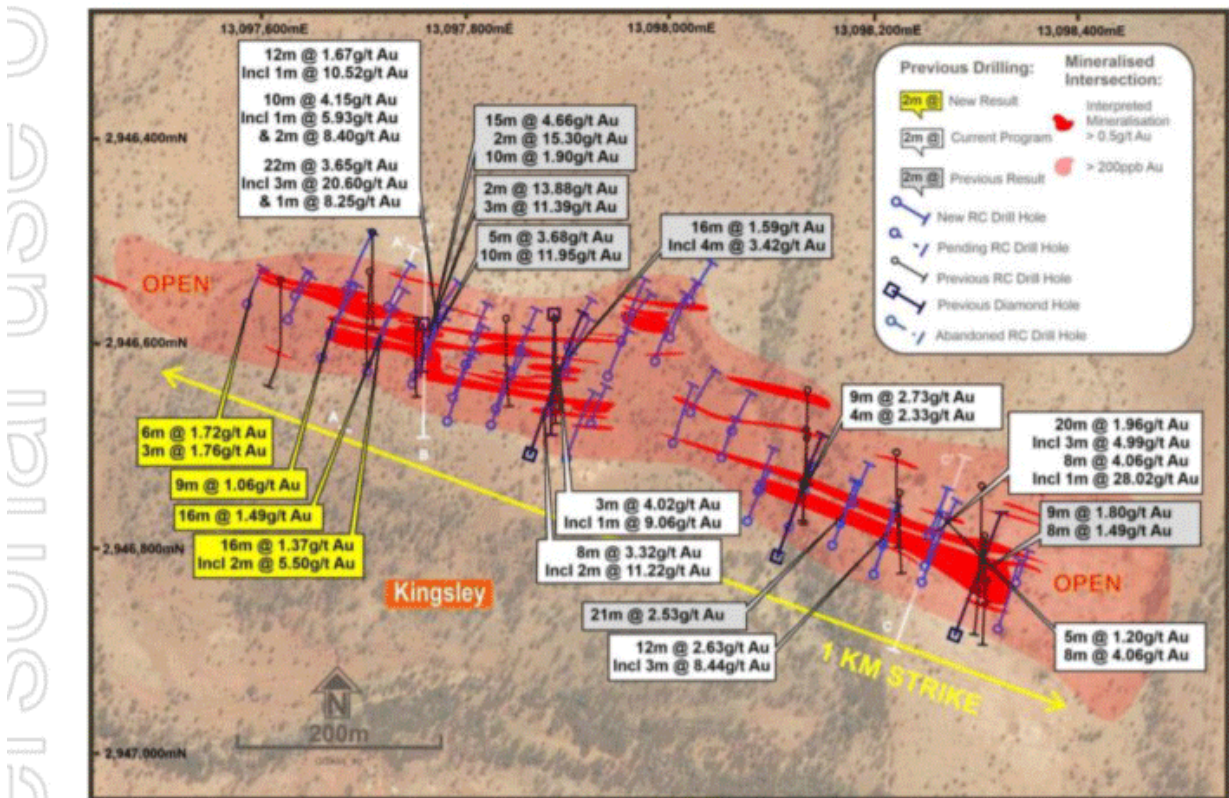 13,097,600mE
13,097,800mE
13,098,000mE
13,098,200mE
13,098,400mE
2,946,400mN
2,946,600mN
2,946,800mN
2,947,000mN
12m @ 1.67g/t Au
Incl 1m @ 10.52g/t Au
10m @ 4.15g/t Au
Incl 1m @ 5.93g/t Au
& 2m @ 8.40g/t Au
22m @ 3.65g/t Au
Incl 3m @ 20.60g/t Au
& 1m @ 8.25g/t Au
15m @ 4.66g/t Au
2m @ 15.30g/t Au
10m @ 1.90g/t Au
2m @ 13.88g/t Au
3m @ 11.39g/t Au
5m @ 3.68g/t Au
10m @ 11.95g/t Au
16m @ 1.59g/t Au
Incl 4m @ 3.42g/t Au
Previous Drilling:
2m @ New Result
2m @ Current Program
2m @ Previous Result
New RC Drill Hole
Pending RC Drill Hole
Previous RC Drill Hole
Previous Diamond Hole
Abandoned RC Drill Hole
Mineralised
Intersection:
Interpreted
Mineralisation
> 0.5g/t Au
> 200ppb Au
OPEN
A'
A
B
C'
C
6m @ 1.72g/t Au
3m @ 1.76g/t Au
9m @ 1.06g/t Au
16m @ 1.49g/t Au
16m @ 1.37g/t Au
Incl 2m @ 5.50g/t Au
9m @ 2.73g/t Au
4m @ 2.33g/t Au
20m @ 1.96g/t Au
Incl 3m @ 4.99g/t Au
8m @ 4.06g/t Au
Incl 1m @ 28.02g/t Au
3m @ 4.02g/t Au
Incl 1m @ 9.06g/t Au
8m @ 3.32g/t Au
Incl 2m @ 11.22g/t Au
9m @ 1.80g/t Au
8m @ 1.49g/t Au
OPEN
Kingsley
21m @ 2.53g/t Au
12m @ 2.63g/t Au
Incl 3m @ 8.44g/t Au
5m @ 1.20g/t Au
8m @ 4.06g/t Au
1 KM STRIKE
N
200m